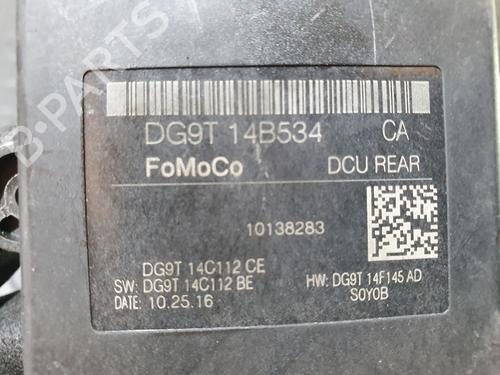 B-PARTS
DG9T 14B534 CA
FoMoCo DCU REAR
10138283
DG9T 14C112 CE
SW: DG9T 14C112 BE HW: DG9T 14F145 AD
DATE: 10.25.16 S0Y0B